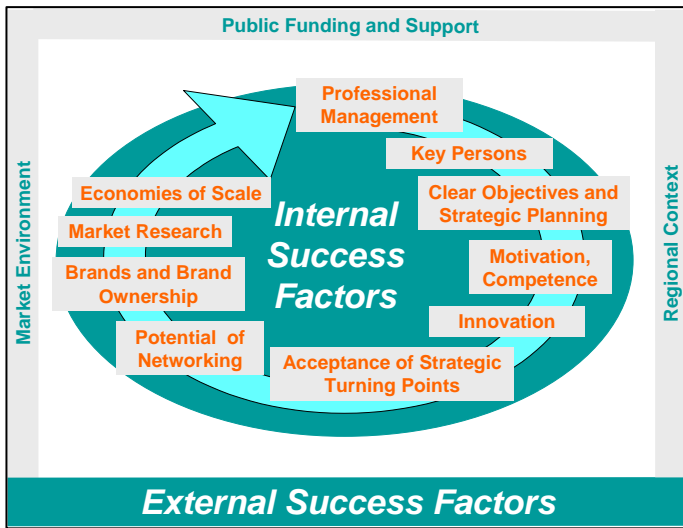 Public Funding and Support
Market Environment
Regional Context
Professional
Management
Key Persons
Clear Objectives and
Strategic Planning
Motivation,
Competence
Innovation
Acceptance of Strategic
Turning Points
Potential of
Networking
Brands and Brand
Ownership
Market Research
Economies of Scale
Internal
Success
Factors
External Success Factors